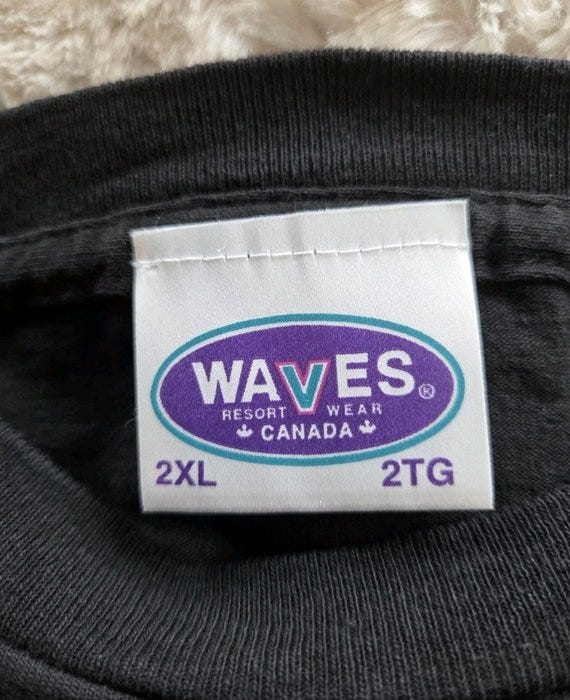 WAVES®
RESORT WEAR
CANADA
2XL 2TG